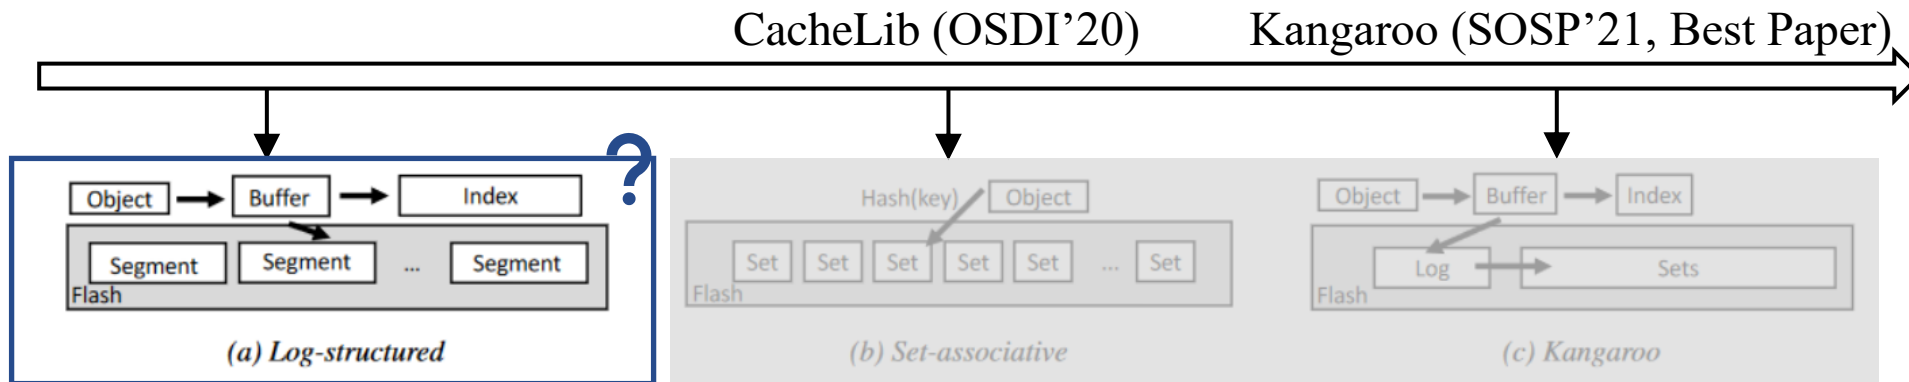 CacheLib (OSDI’20) Kangaroo (SOSP’21, Best Paper)
?
Object Buffer Index
Segment Segment ... Segment
Flash
(a) Log-structured
Hash(key) Object
Set Set Set Set Set ... Set
Flash
(b) Set-associative
Object Buffer Index
Log Sets
Flash
(c) Kangaroo